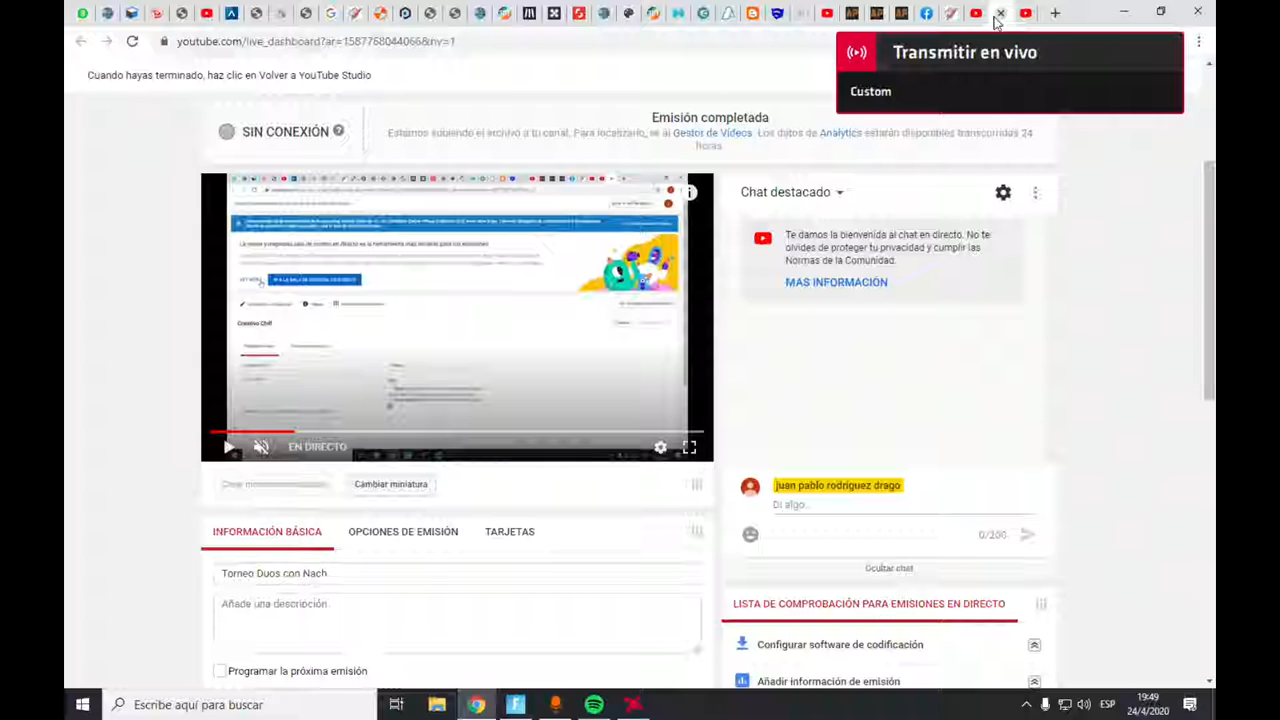 youtube.com/live_dashboard?ar=1587768044066&nv=1
Transmitir en vivo
Custom
Cuando hayas terminado, haz clic en Volver a YouTube Studio
SIN CONEXIÓN
Emisión completada
Estamos subiendo el archivo a tu canal. Para localizarlo, ve al Gestor de Vídeos. Los datos de Analytics estarán disponibles transcurridas 24
horas.
EN DIRECTO
Cambiar miniatura
INFORMACIÓN BÁSICA
OPCIONES DE EMISIÓN
TARJETAS
Torneo Duos con Nach
Añade una descripción
Programar la próxima emisión
Chat destacado
Te damos la bienvenida al chat en directo. No te
olvides de proteger tu privacidad y cumplir las
Normas de la Comunidad.
MÁS INFORMACIÓN
juan pablo rodriguez drago
Di algo...
0/200
Ocultar chat
LISTA DE COMPROBACIÓN PARA EMISIONES EN DIRECTO
Configurar software de codificación
Añadir información de emisión
Escribe aquí para buscar
ESP
19:49
24/4/2020